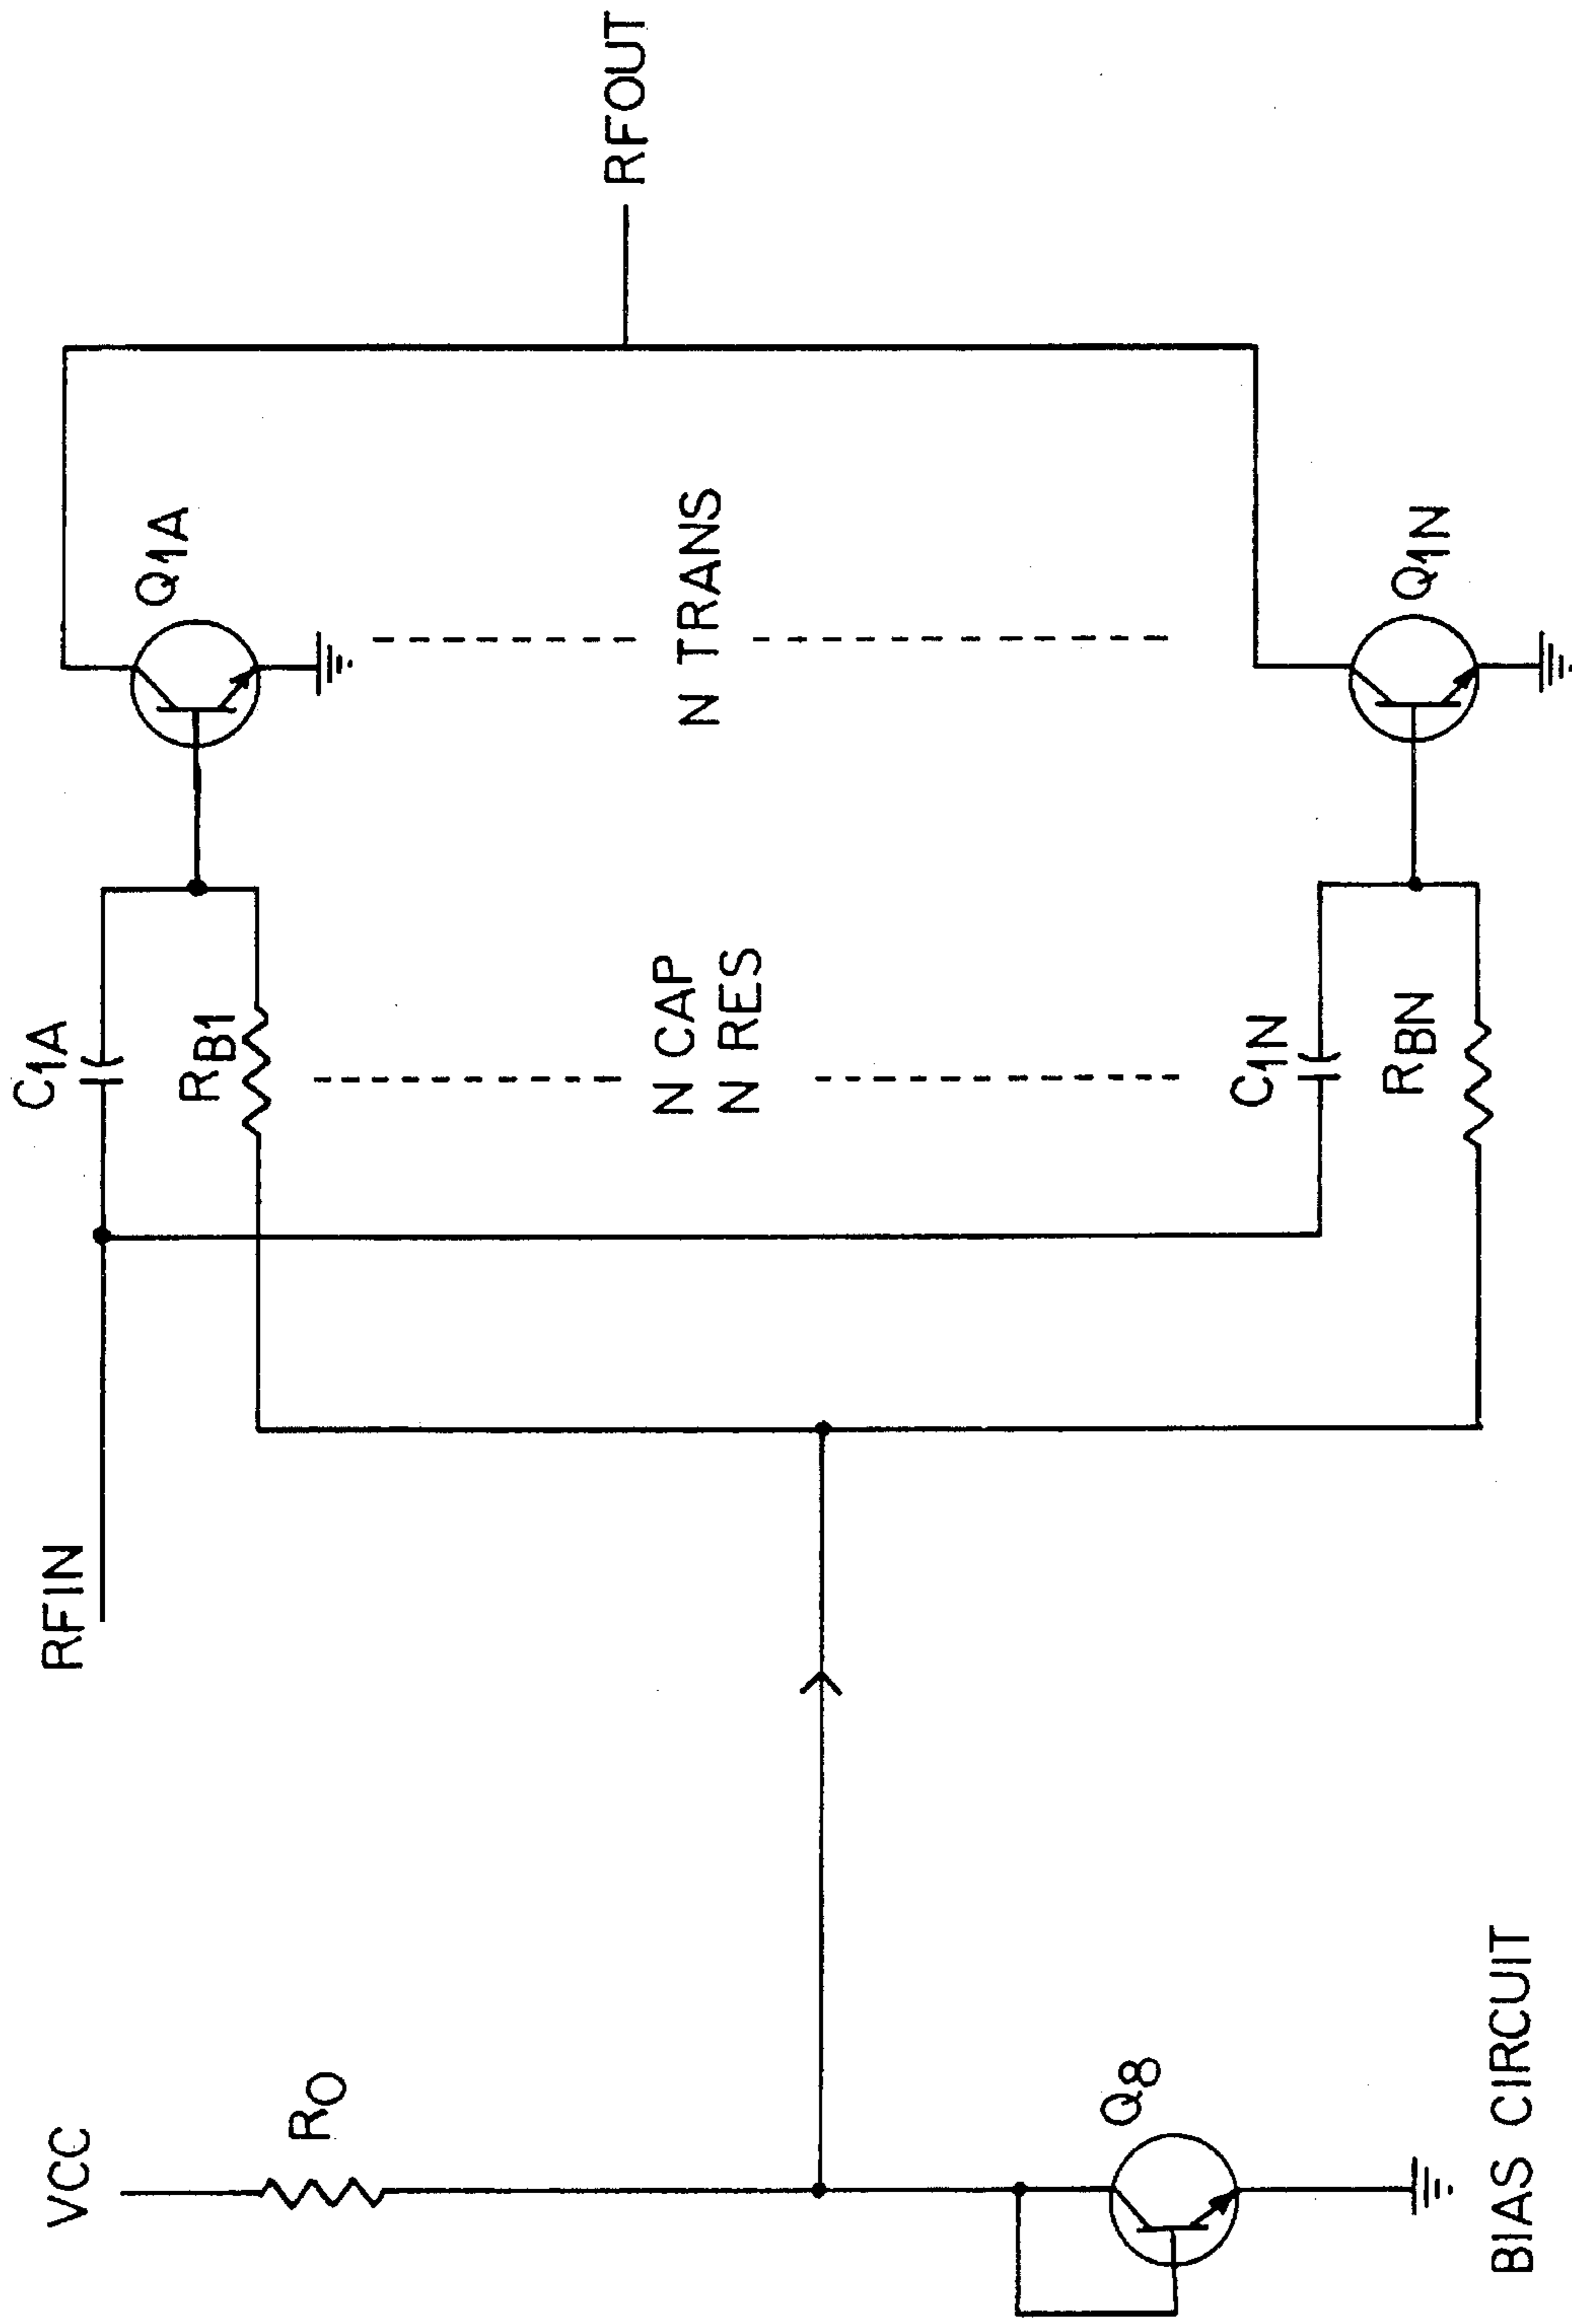 VCC
RO
Q8
BIAS CIRCUIT
RFIN
C1A
RB1
N CAP
N RES
C1N
RBN
Q1A
N TRANS
Q1N
RFOUT